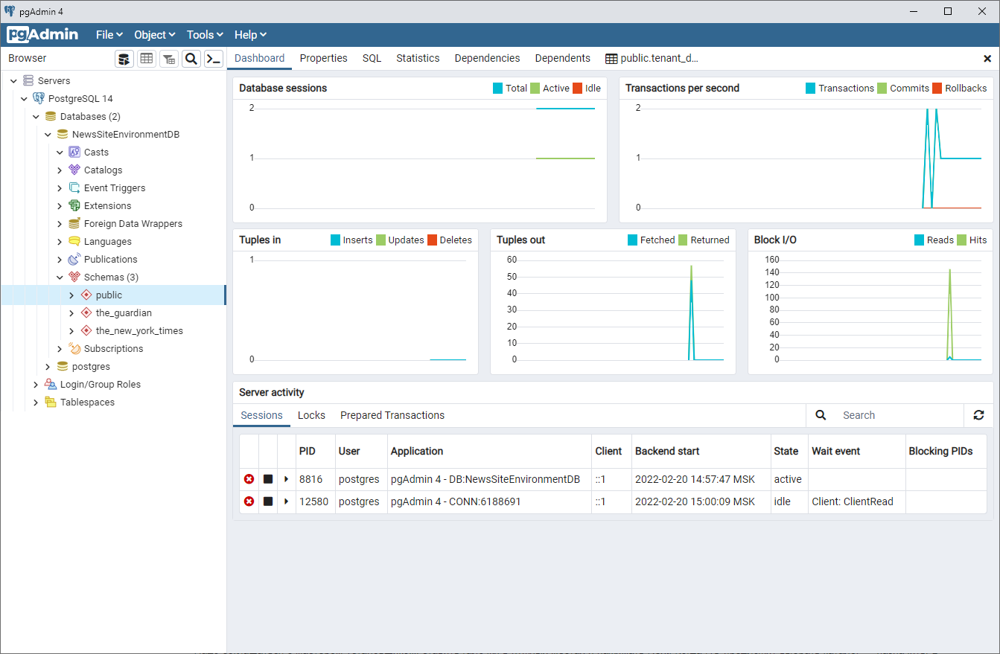 pgAdmin 4
pgAdmin File Object Tools Help
Browser
Dashboard Properties SQL Statistics Dependencies Dependents public.tenant_d...
Servers
PostgreSQL 14
Databases (2)
NewsSiteEnvironmentDB
Casts
Catalogs
Event Triggers
Extensions
Foreign Data Wrappers
Languages
Publications
Schemas (3)
public
the_guardian
the_new_york_times
Subscriptions
postgres
Login/Group Roles
Tablespaces
Database sessions Total Active Idle
2
1
0
Transactions per second Transactions Commits Rollbacks
2
1
0
Tuples in Inserts Updates Deletes
1
0
Tuples out Fetched Returned
60
50
40
30
20
10
0
Block I/O Reads Hits
160
140
120
100
80
60
40
20
0
Server activity
Sessions Locks Prepared Transactions Search
PID User Application Client Backend start State Wait event Blocking PIDs
8816 postgres pgAdmin 4 - DB:NewsSiteEnvironmentDB ::1 2022-02-20 14:57:47 MSK active
12580 postgres pgAdmin 4 - CONN:6188691 ::1 2022-02-20 15:00:09 MSK idle Client: ClientRead